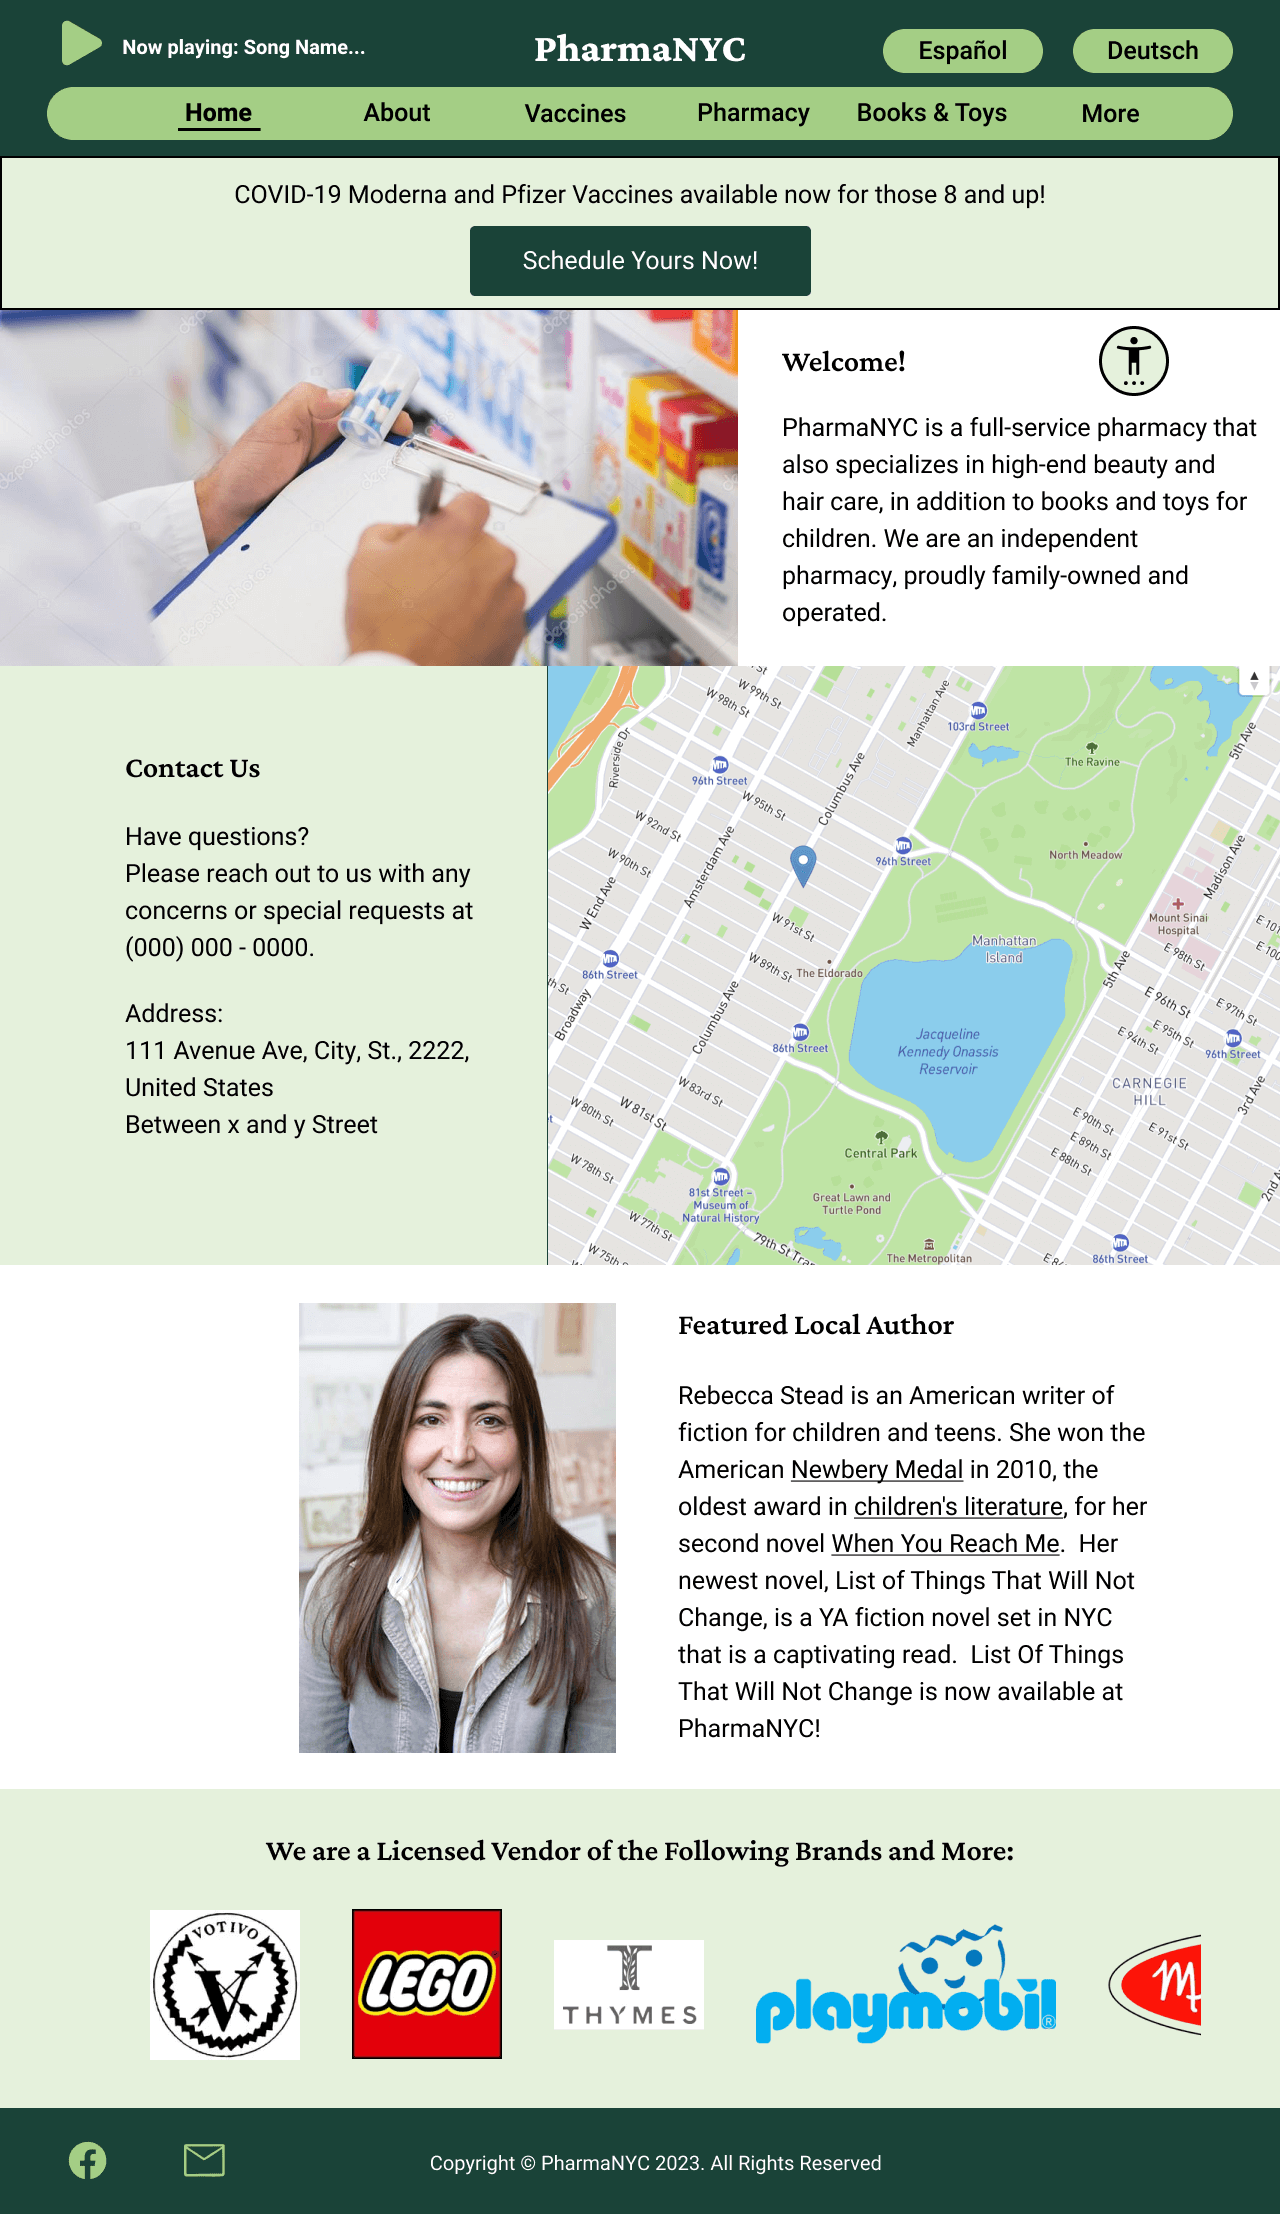 Now playing: Song Name...
PharmaNYC
Español
Deutsch
Home
About
Vaccines
Pharmacy
Books & Toys
More
COVID-19 Moderna and Pfizer Vaccines available now for those 8 and up!
Schedule Yours Now!
depositphotos
depositphotos
depositphotos
Welcome!
PharmaNYC is a full-service pharmacy that
also specializes in high-end beauty and
hair care, in addition to books and toys for
children. We are an independent
pharmacy, proudly family-owned and
operated.
Contact Us
Have questions?
Please reach out to us with any
concerns or special requests at
(000) 000 - 0000.
Address:
111 Avenue Ave, City, St., 2222,
United States
Between x and y Street
W 99th St
W 98th St
Manhattan Ave
103rd Street
5th Ave
Riverside Dr
96th Street
The Ravine
Columbus Ave
W 95th St
W 92nd St
96th Street
North Meadow
Amsterdam Ave
W 90th St
Madison Ave
W End Ave
W 91st St
Mount Sinai
Hospital
Manhattan
Island
E 98th St
86th Street
W 89th St
The Eldorado
5th Ave
Broadway
Columbus Ave
86th Street
Jacqueline
Kennedy Onassis
Reservoir
E 96th St
E 97th St
E 95th St
E 94th St
96th Street
W 83rd St
CARNEGIE
HILL
3rd Ave
W 80th St
W 81st St
E 90th St
E 91st St
E 89th St
E 88th St
Central Park
W 78th St
81st Street –
Museum of
Natural History
Great Lawn and
Turtle Pond
W 77th St
79th St Tra
W 75th
The Metropolitan
86th Street
Featured Local Author
Rebecca Stead is an American writer of
fiction for children and teens. She won the
American Newbery Medal in 2010, the
oldest award in children's literature, for her
second novel When You Reach Me.  Her
newest novel, List of Things That Will Not
Change, is a YA fiction novel set in NYC
that is a captivating read.  List Of Things
That Will Not Change is now available at
PharmaNYC!
We are a Licensed Vendor of the Following Brands and More:
VOTIVO
V
LEGO
T
THYMES
playmobil
Copyright © PharmaNYC 2023. All Rights Reserved